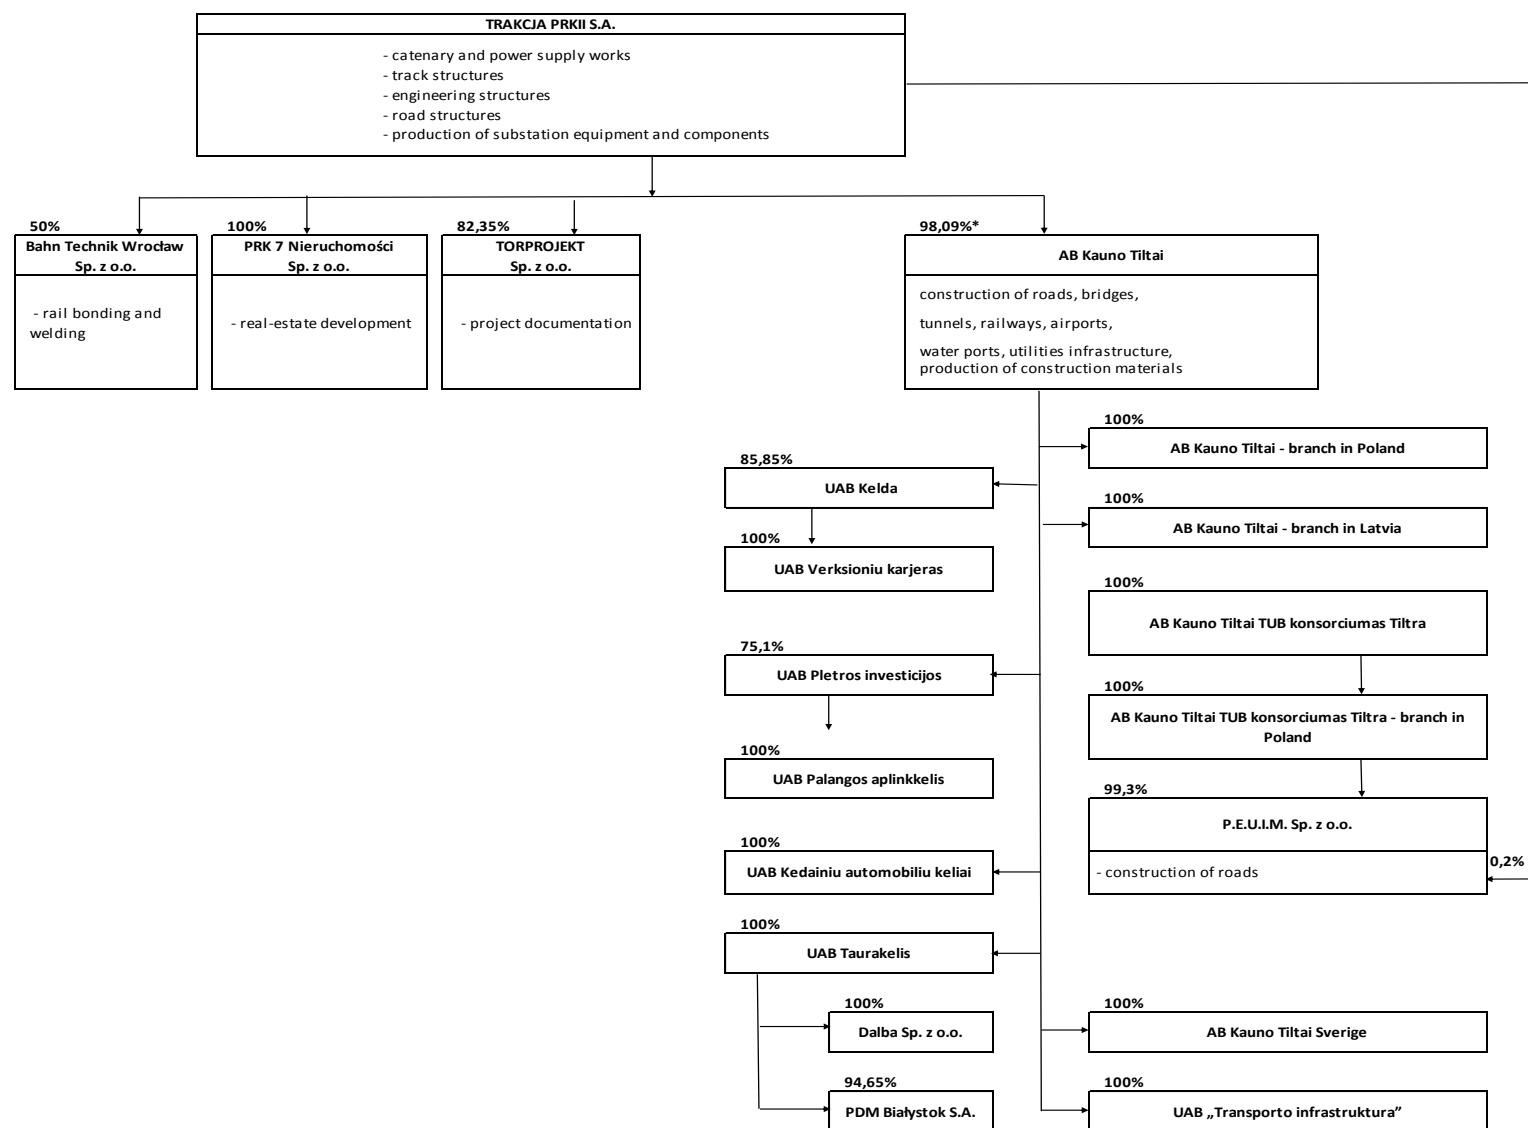 TRAKCJA PRKII S.A.
- catenary and power supply works
- track structures
- engineering structures
- road structures
- production of substation equipment and components
50%
Bahn Technik Wrocław
Sp. z o.o.
- rail bonding and
welding
100%
PRK 7 Nieruchomości
Sp. z o.o.
- real-estate development
82,35%
TORPROJEKT
Sp. z o.o.
- project documentation
98,09%*
AB Kauno Tiltai
construction of roads, bridges,
tunnels, railways, airports,
water ports, utilities infrastructure,
production of construction materials
85,85%
UAB Kelda
100%
UAB Verksioniu karjeras
75,1%
UAB Pletros investicijos
100%
UAB Palangos aplinkkelis
100%
UAB Kedainiu automobiliu keliai
100%
UAB Taurakelis
100%
Dalba Sp. z o.o.
94,65%
PDM Białystok S.A.
100%
AB Kauno Tiltai - branch in Poland
100%
AB Kauno Tiltai - branch in Latvia
100%
AB Kauno Tiltai TUB konsorciumas Tiltra
100%
AB Kauno Tiltai TUB konsorciumas Tiltra - branch in
Poland
99,3%
P.E.U.I.M. Sp. z o.o.
- construction of roads
0,2%
100%
AB Kauno Tiltai Sverige
100%
UAB „Transporto infrastruktura”